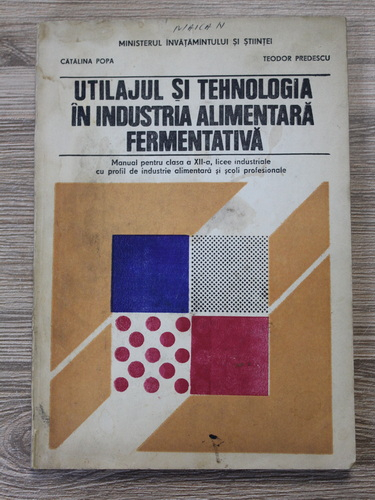 MINISTERUL ÎNVĂȚĂMÎNTULUI ȘI ȘTIINȚEI
CĂTĂLINA POPA TEODOR PREDESCU
UTILAJUL ȘI TEHNOLOGIA
ÎN INDUSTRIA ALIMENTARĂ
FERMENTATIVĂ
Manual pentru clasa a XII-a, licee industriale
cu profil de industrie alimentară și școli profesionale